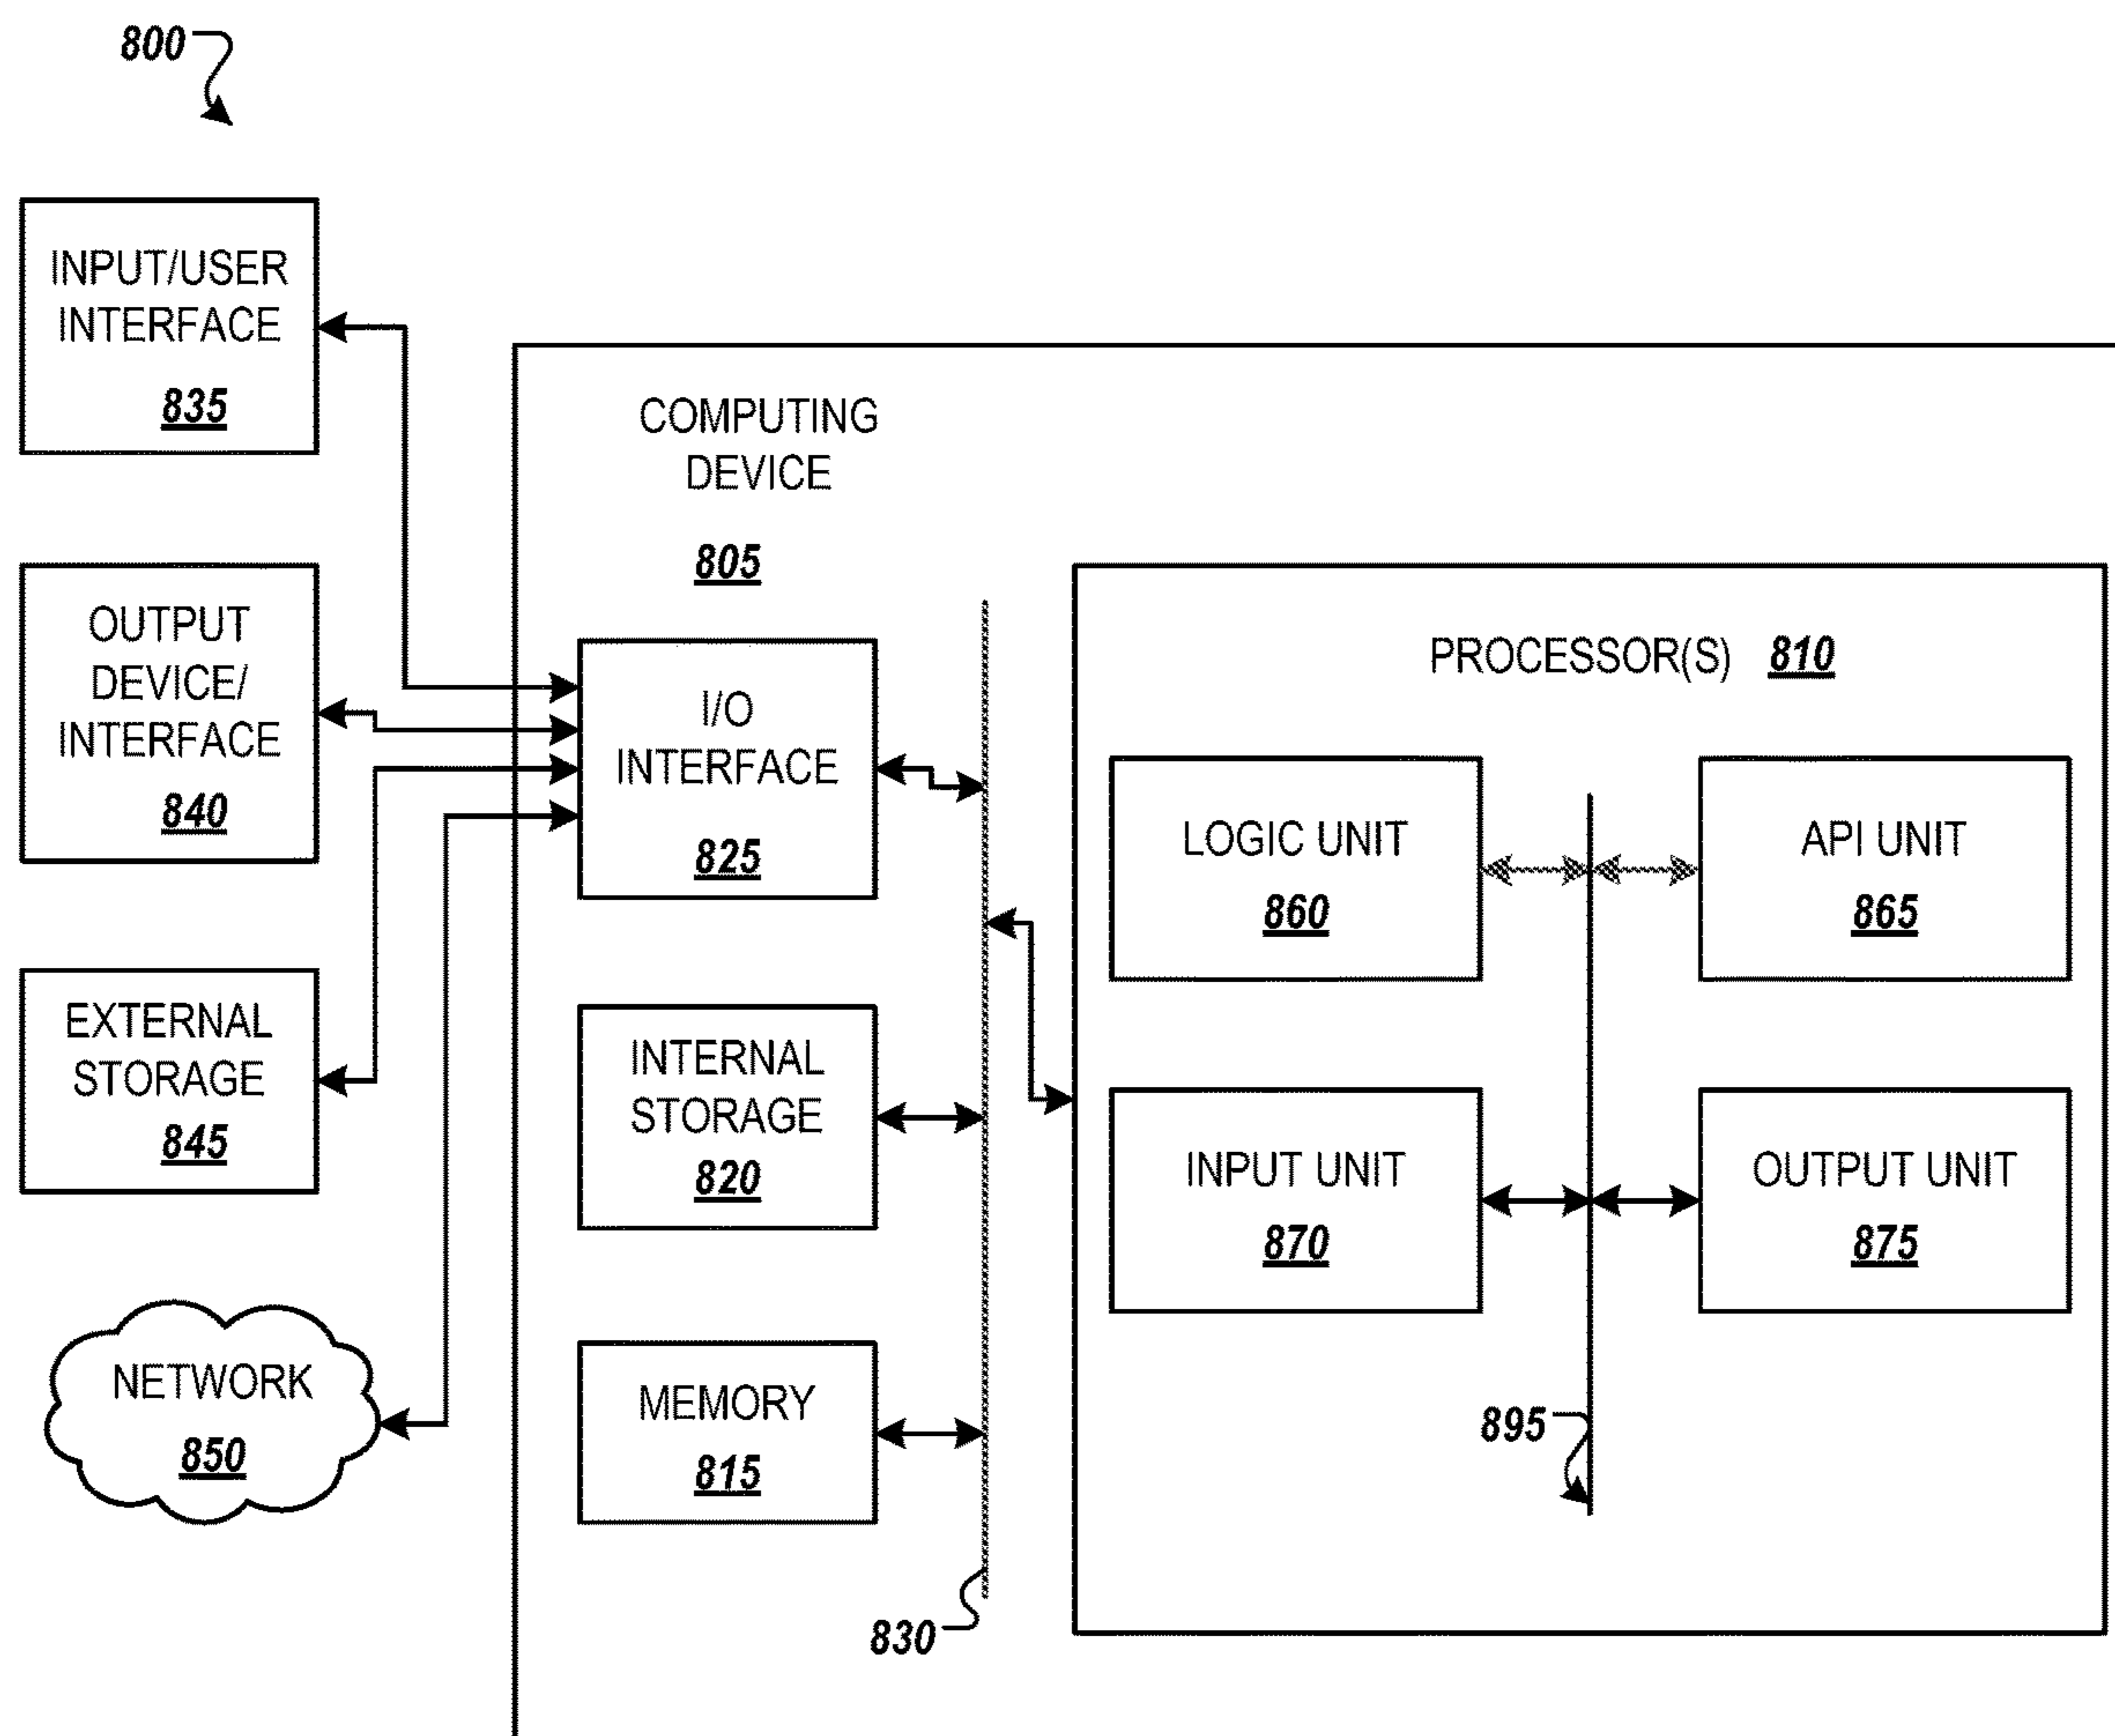 800
INPUT/USER
INTERFACE
835
OUTPUT
DEVICE/
INTERFACE
840
EXTERNAL
STORAGE
845
NETWORK
850
COMPUTING
DEVICE
805
I/O
INTERFACE
825
INTERNAL
STORAGE
820
MEMORY
815
830
PROCESSOR(S) 810
LOGIC UNIT
860
API UNIT
865
INPUT UNIT
870
OUTPUT UNIT
875
895